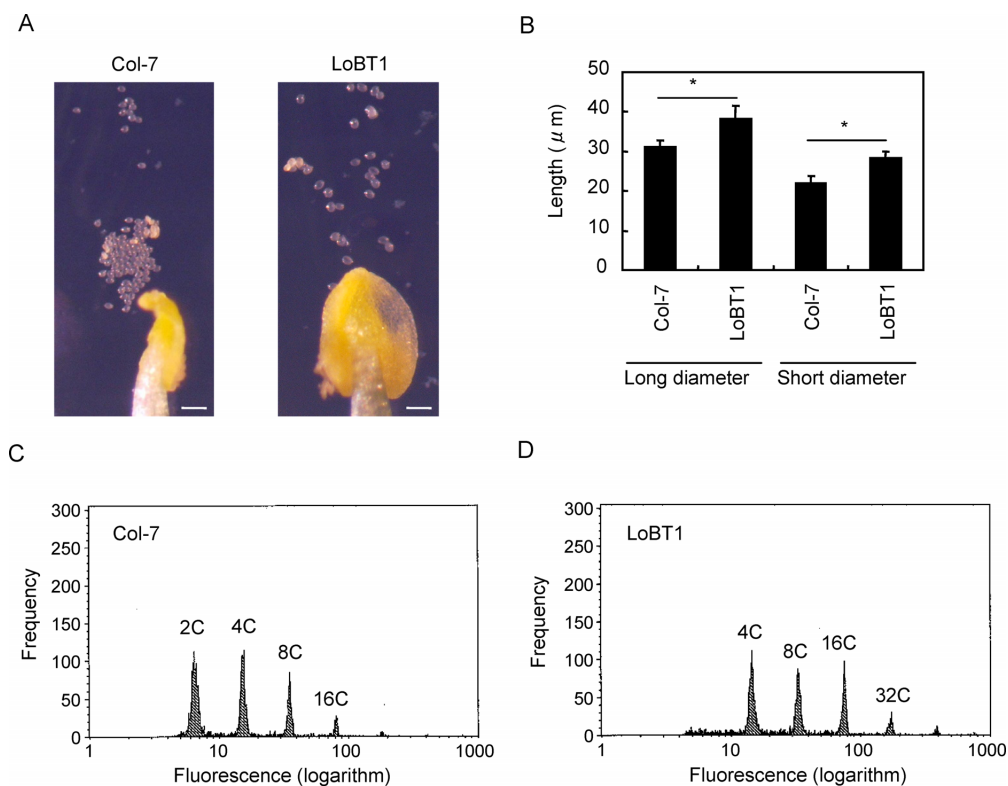 A
Col-7
LoBT1
B
Length (μm)
50
40
30
20
10
0
*
*
Col-7
LoBT1
Col-7
LoBT1
Long diameter
Short diameter
C
Frequency
300
250
200
150
100
50
0
Col-7
2C
4C
8C
16C
1
10
100
1000
Fluorescence (logarithm)
D
Frequency
300
250
200
150
100
50
0
LoBT1
4C
8C
16C
32C
1
10
100
1000
Fluorescence (logarithm)